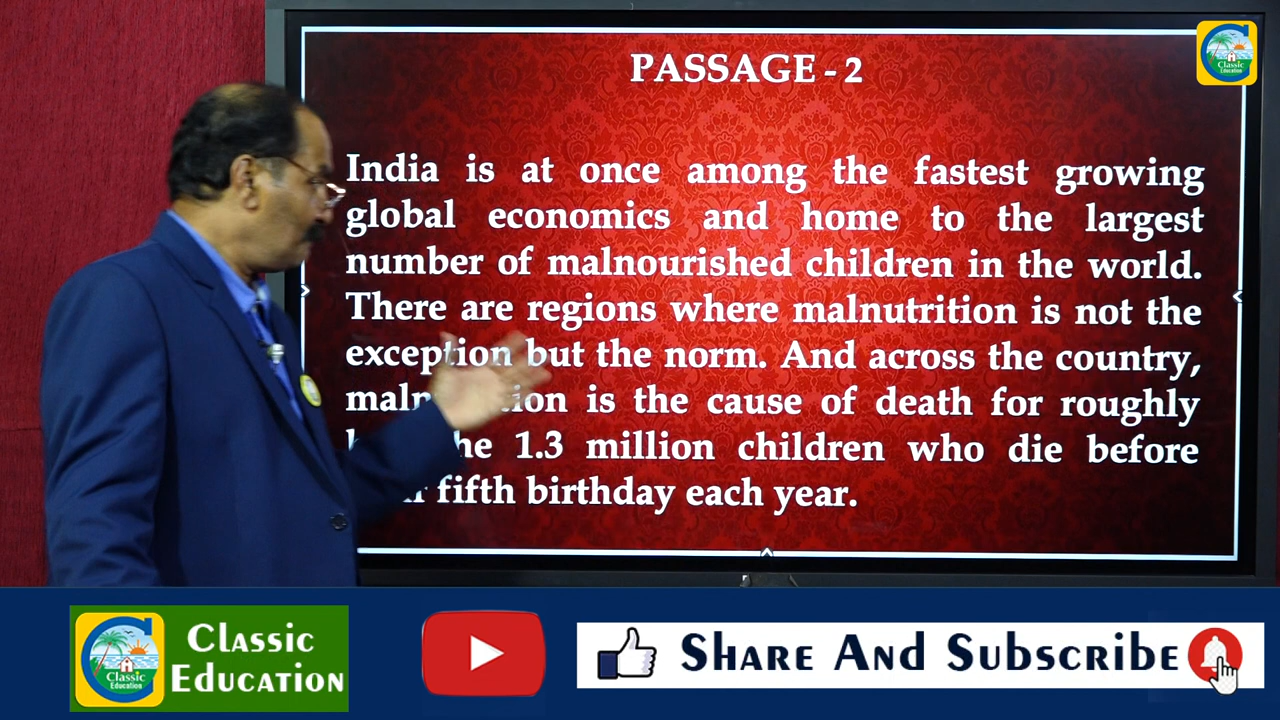 PASSAGE - 2
Classic
Education
India is at once among the fastest growing
global economics and home to the largest
number of malnourished children in the world.
There are regions where malnutrition is not the
exception but the norm. And across the country,
is the cause of death for roughly
1.3 million children who die before
fifth birthday each year.
Classic
Education
CLASSIC
EDUCATION
SHARE AND SUBSCRIBE